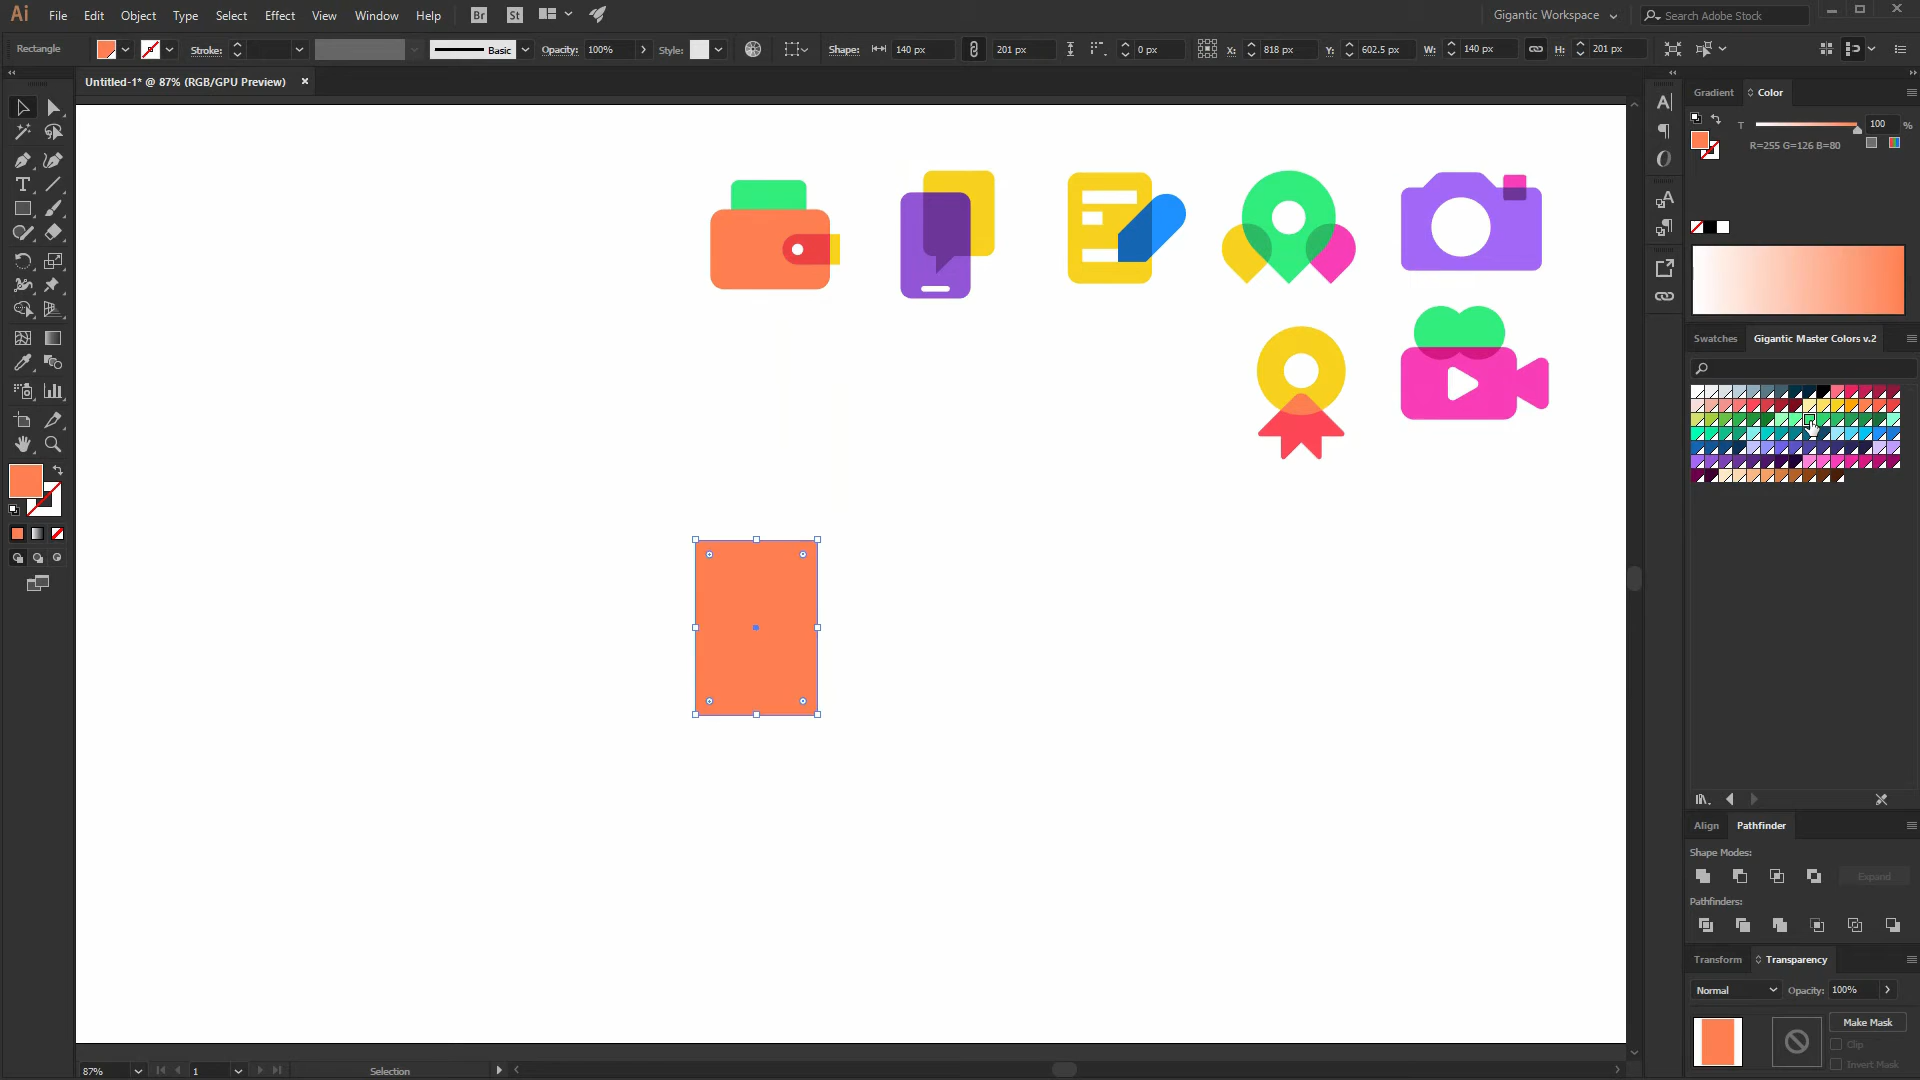 Ai File Edit Object Type Select Effect View Window Help Br St Gigantic Workspace Search Adobe Stock
Rectangle Stroke: Basic Opacity: 100% Style: Shape: 140 px 201 px 0 px X: 818 px Y: 602.5 px W: 140 px H: 201 px
Untitled-1* @ 87% (RGB/GPU Preview)
Gradient Color
T 100 %
R=255 G=126 B=80
Swatches Gigantic Master Colors v.2
Align Pathfinder
Shape Modes:
Expand
Pathfinders:
Transform Transparency
Normal Opacity: 100%
Make Mask
Clip
Invert Mask
87% 1 Selection